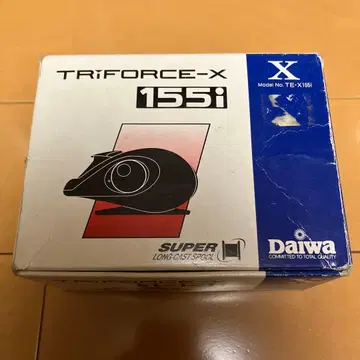 TRiFORCE-X
155i
SUPER
LONG CAST SPOOL
X
Model No. TE-X155i
Daiwa
COMMITTED TO TOTAL QUALITY